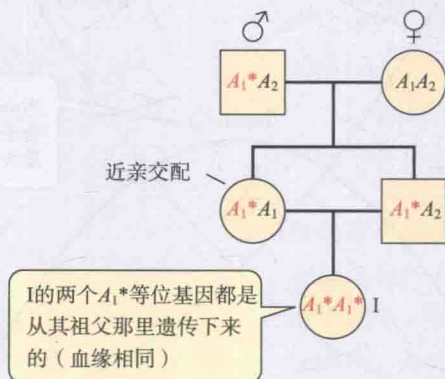 ♂ ♀
A₁*A₂ A₁A₂
近亲交配
A₁*A₁ A₁*A₂
A₁*A₁* I
I的两个A₁*等位基因都是
从其祖父那里遗传下来
的（血缘相同）